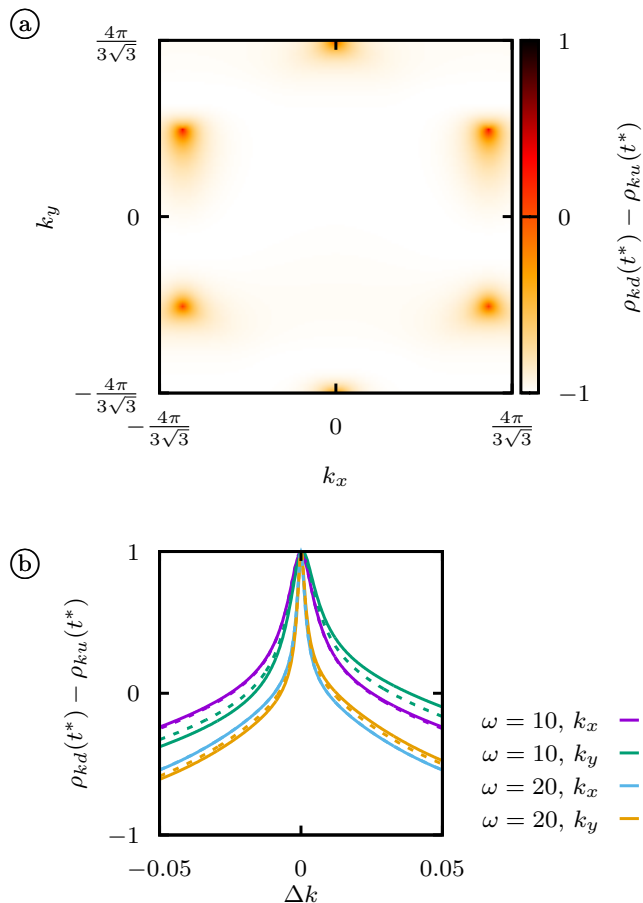 a
4π/3√3
0
−4π/3√3
k_y
−4π/3√3
0
4π/3√3
k_x
1
0
−1
ρ_kd(t*) − ρ_ku(t*)
b
1
0
−1
ρ_kd(t*) − ρ_ku(t*)
−0.05
0
0.05
Δk
ω = 10, k_x
ω = 10, k_y
ω = 20, k_x
ω = 20, k_y